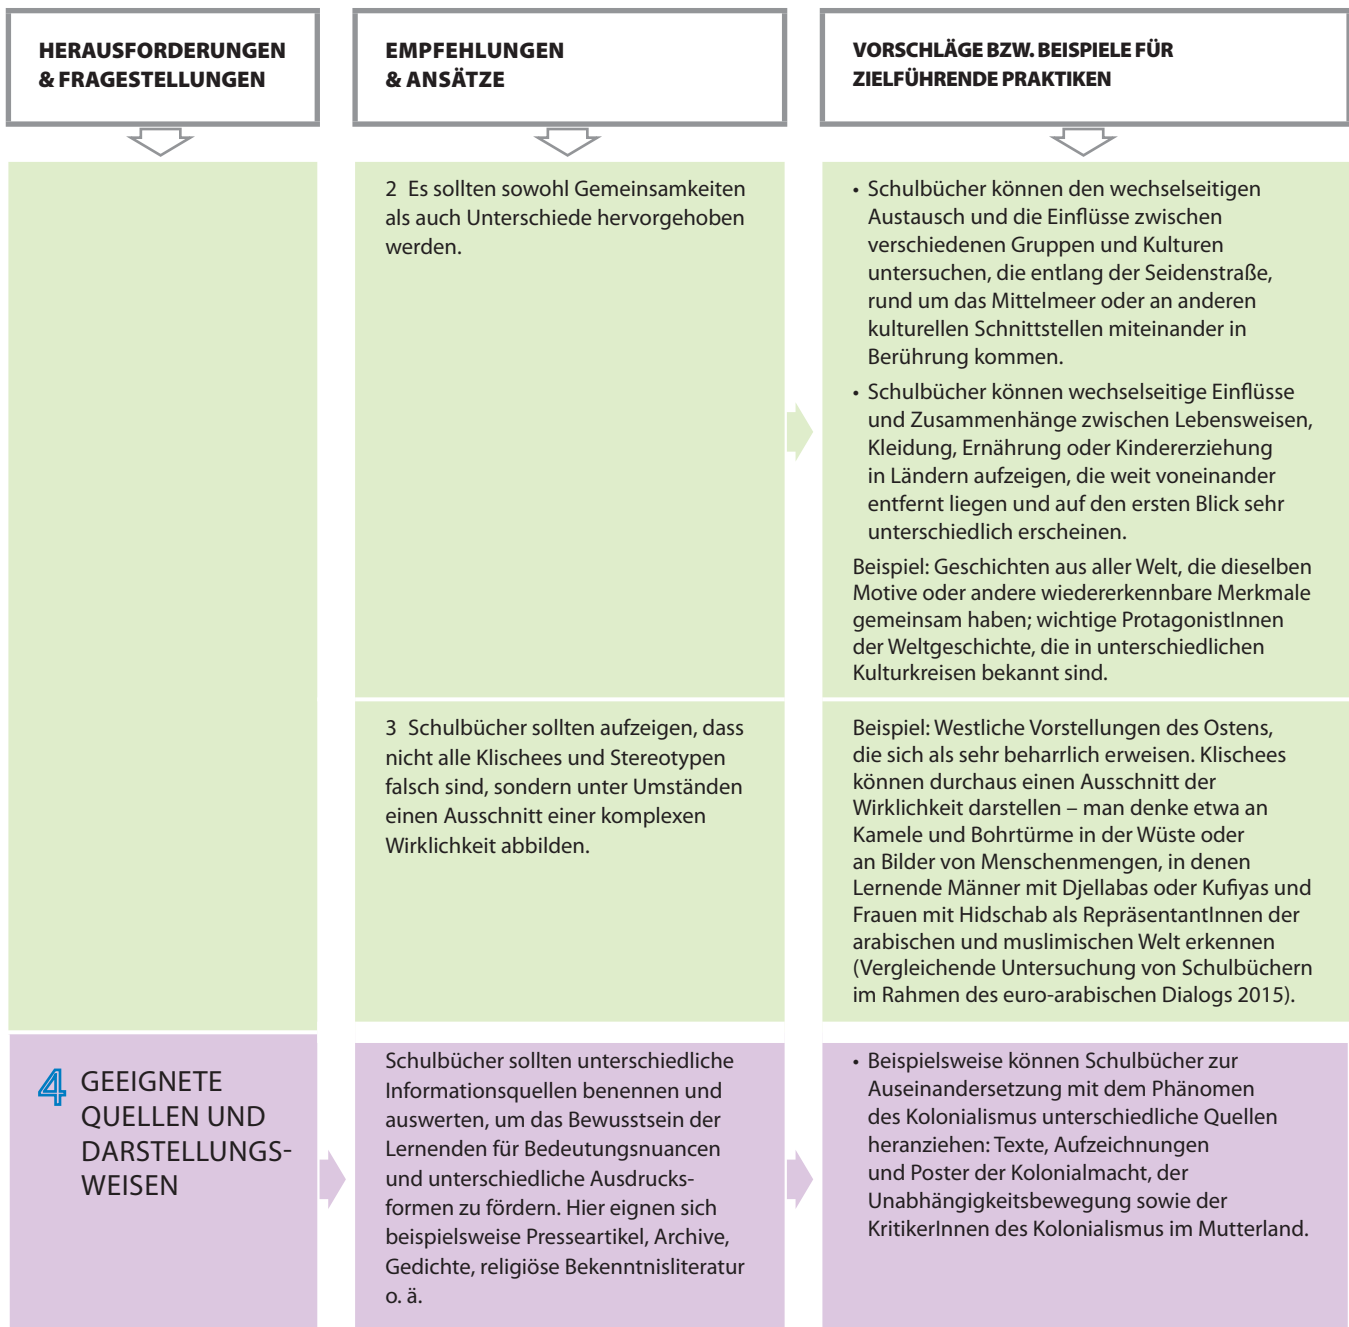 HERAUSFORDERUNGEN
& FRAGESTELLUNGEN
EMPFEHLUNGEN
& ANSÄTZE
VORSCHLÄGE BZW. BEISPIELE FÜR
ZIELFÜHRENDE PRAKTIKEN
2 Es sollten sowohl Gemeinsamkeiten
als auch Unterschiede hervorgehoben
werden.
• Schulbücher können den wechselseitigen
Austausch und die Einflüsse zwischen
verschiedenen Gruppen und Kulturen
untersuchen, die entlang der Seidenstraße,
rund um das Mittelmeer oder an anderen
kulturellen Schnittstellen miteinander in
Berührung kommen.
• Schulbücher können wechselseitige Einflüsse
und Zusammenhänge zwischen Lebensweisen,
Kleidung, Ernährung oder Kindererziehung
in Ländern aufzeigen, die weit voneinander
entfernt liegen und auf den ersten Blick sehr
unterschiedlich erscheinen.
Beispiel: Geschichten aus aller Welt, die dieselben
Motive oder andere wiedererkennbare Merkmale
gemeinsam haben; wichtige ProtagonistInnen
der Weltgeschichte, die in unterschiedlichen
Kulturkreisen bekannt sind.
3 Schulbücher sollten aufzeigen, dass
nicht alle Klischees und Stereotypen
falsch sind, sondern unter Umständen
einen Ausschnitt einer komplexen
Wirklichkeit abbilden.
Beispiel: Westliche Vorstellungen des Ostens,
die sich als sehr beharrlich erweisen. Klischees
können durchaus einen Ausschnitt der
Wirklichkeit darstellen – man denke etwa an
Kamele und Bohrtürme in der Wüste oder
an Bilder von Menschenmengen, in denen
Lernende Männer mit Djellabas oder Kufiyas und
Frauen mit Hidschab als RepräsentantInnen der
arabischen und muslimischen Welt erkennen
(Vergleichende Untersuchung von Schulbüchern
im Rahmen des euro-arabischen Dialogs 2015).
4 GEEIGNETE
QUELLEN UND
DARSTELLUNGS-
WEISEN
Schulbücher sollten unterschiedliche
Informationsquellen benennen und
auswerten, um das Bewusstsein der
Lernenden für Bedeutungsnuancen
und unterschiedliche Ausdrucks-
formen zu fördern. Hier eignen sich
beispielsweise Presseartikel, Archive,
Gedichte, religiöse Bekenntnisliteratur
o. ä.
• Beispielsweise können Schulbücher zur
Auseinandersetzung mit dem Phänomen
des Kolonialismus unterschiedliche Quellen
heranziehen: Texte, Aufzeichnungen
und Poster der Kolonialmacht, der
Unabhängigkeitsbewegung sowie der
KritikerInnen des Kolonialismus im Mutterland.